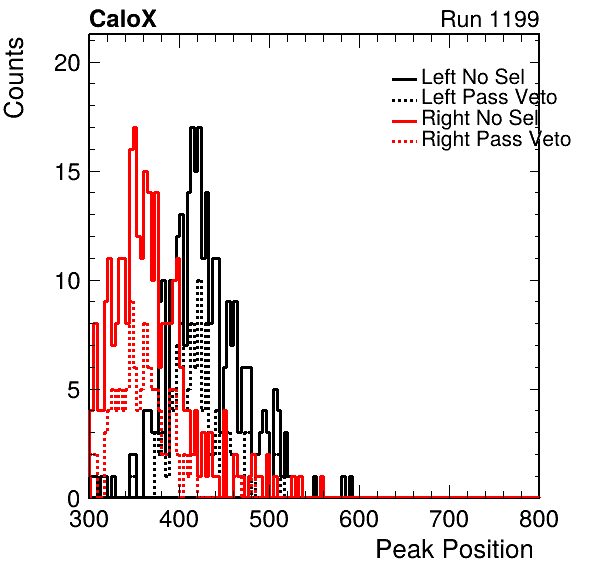 CaloX Run 1199
Counts
20
15
10
5
0
Left No Sel
Left Pass Veto
Right No Sel
Right Pass Veto
300 400 500 600 700 800
Peak Position